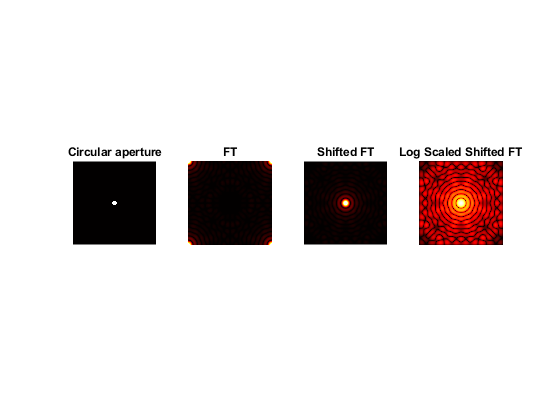 Circular aperture
FT
Shifted FT
Log Scaled Shifted FT